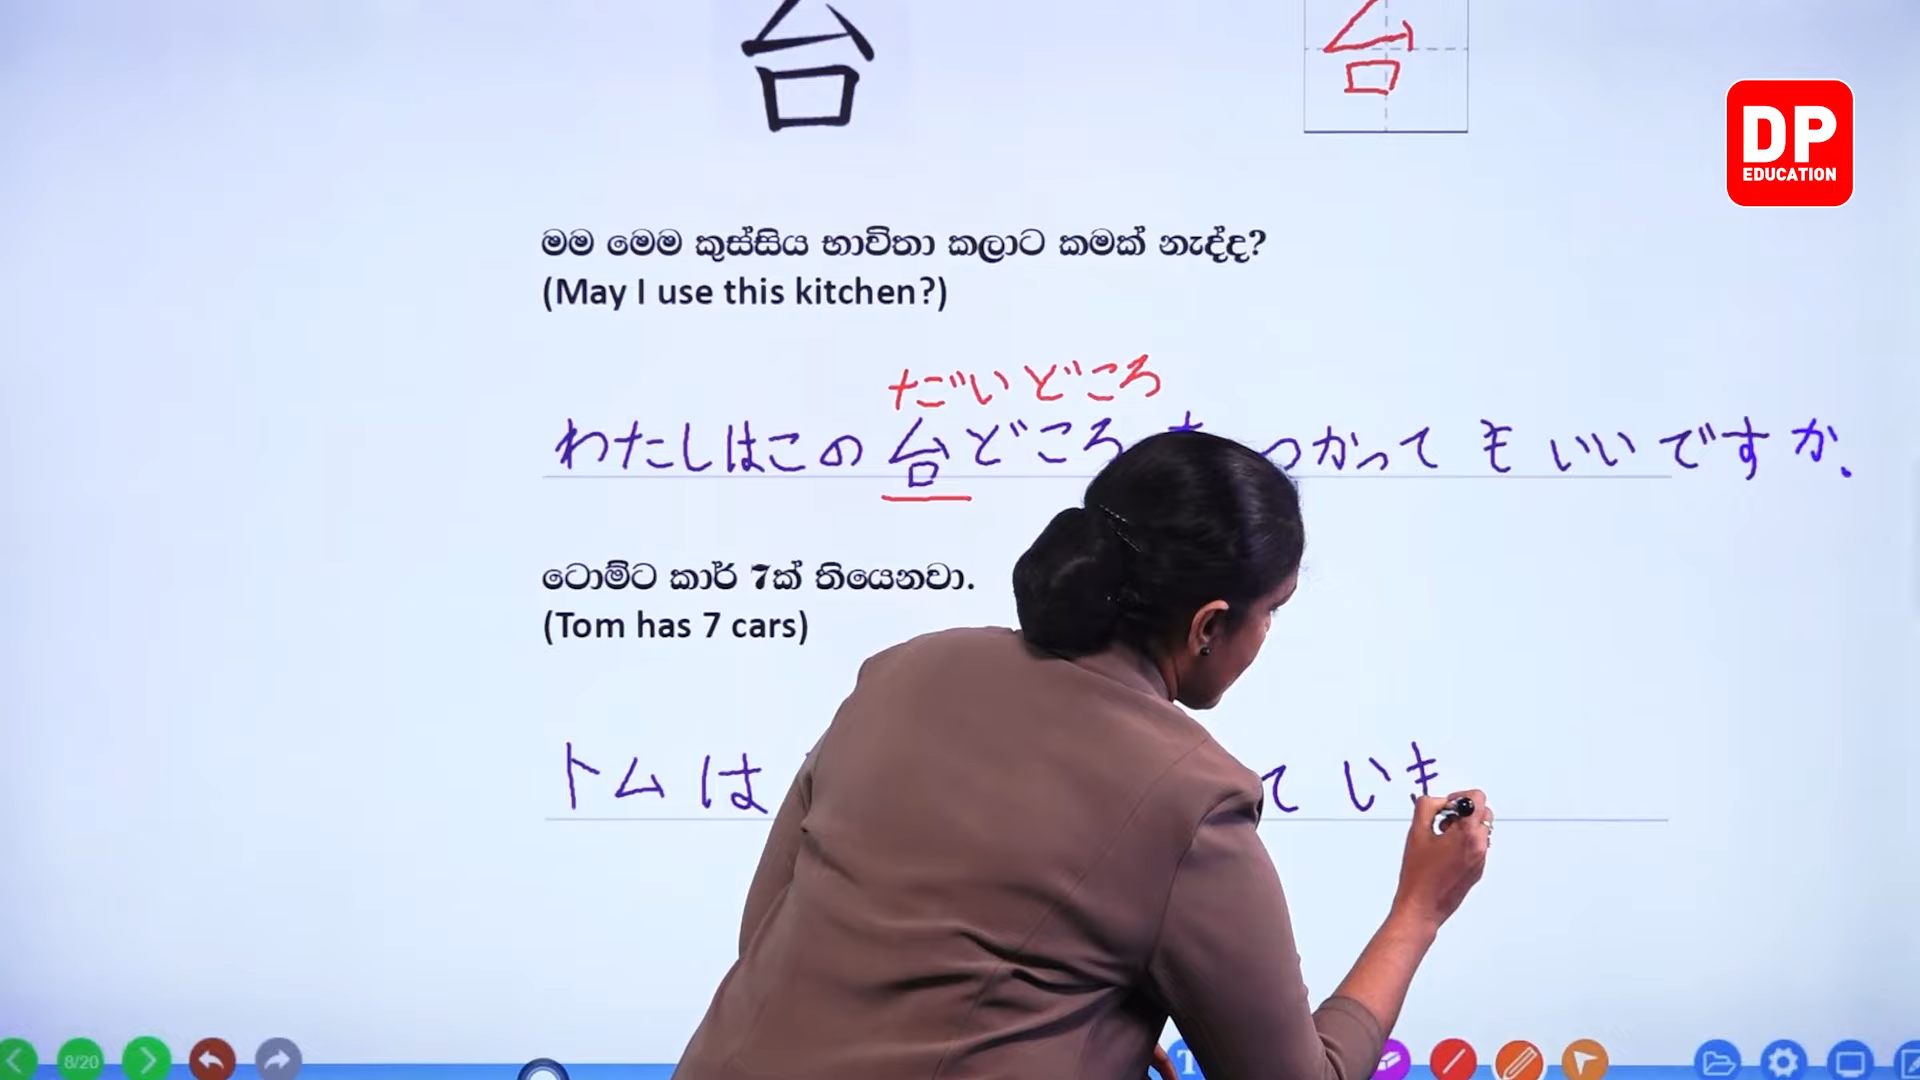 台
台
DP
EDUCATION
මම මෙම කුස්සිය භාවිතා කලාට කමක් නැද්ද?
(May I use this kitchen?)
だいどころ
わたしはこの台どころ つかってもいいですか、
ටොම්ට කාර් 7ක් තියෙනවා.
(Tom has 7 cars)
トムは ています
8/20
T